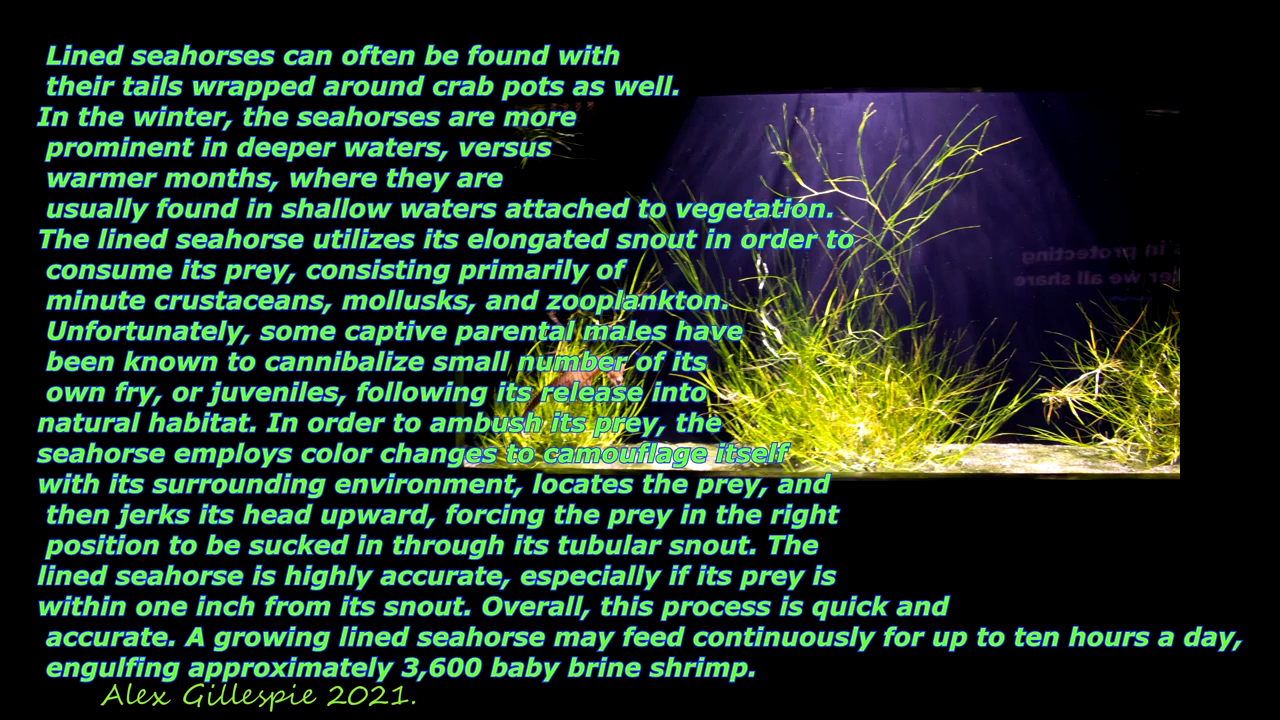 Lined seahorses can often be found with
their tails wrapped around crab pots as well.
In the winter, the seahorses are more
prominent in deeper waters, versus
warmer months, where they are
usually found in shallow waters attached to vegetation.
The lined seahorse utilizes its elongated snout in order to
consume its prey, consisting primarily of
minute crustaceans, mollusks, and zooplankton.
Unfortunately, some captive parental males have
been known to cannibalize small number of its
own fry, or juveniles, following its release into
natural habitat. In order to ambush its prey, the
seahorse employs color changes to camouflage itself
with its surrounding environment, locates the prey, and
then jerks its head upward, forcing the prey in the right
position to be sucked in through its tubular snout. The
lined seahorse is highly accurate, especially if its prey is
within one inch from its snout. Overall, this process is quick and
accurate. A growing lined seahorse may feed continuously for up to ten hours a day,
engulfing approximately 3,600 baby brine shrimp.
Alex Gillespie 2021.
in protecting
we all share